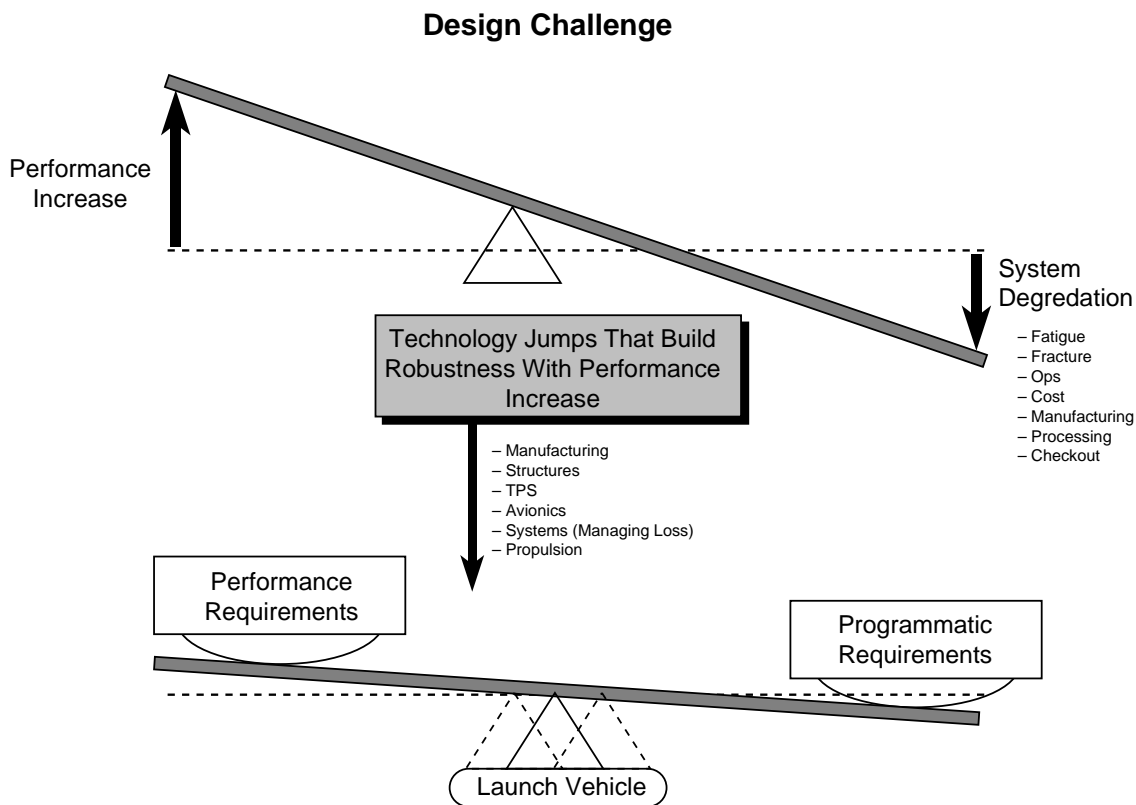 Design Challenge
Performance
Increase
System
Degredation
– Fatigue
– Fracture
– Ops
– Cost
– Manufacturing
– Processing
– Checkout
Technology Jumps That Build
Robustness With Performance
Increase
– Manufacturing
– Structures
– TPS
– Avionics
– Systems (Managing Loss)
– Propulsion
Performance
Requirements
Programmatic
Requirements
Launch Vehicle